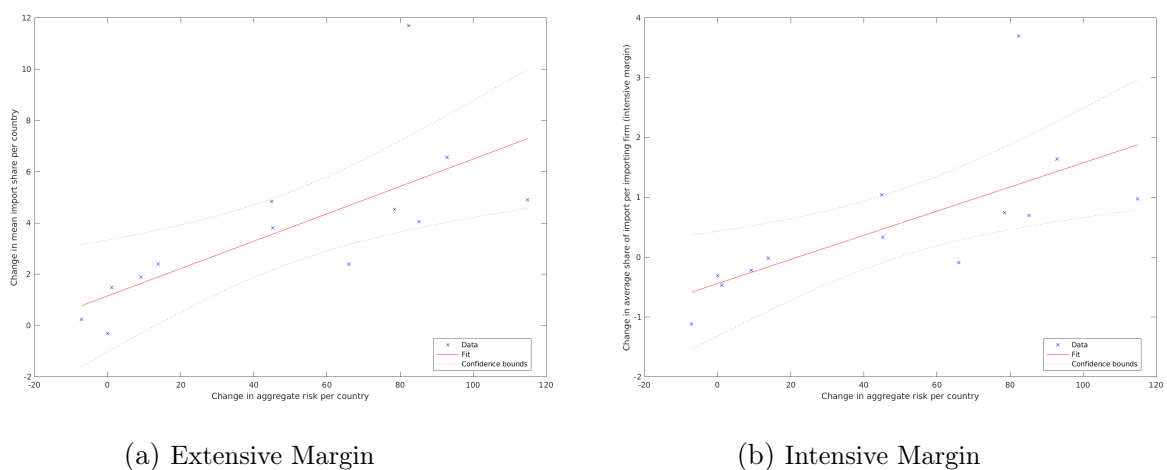 12
10
8
6
4
2
0
-2
-20
0
20
40
60
80
100
120
Change in mean import share per country
Change in aggregate risk per country
Data
Fit
Confidence bounds
(a) Extensive Margin
4
3
2
1
0
-1
-2
-20
0
20
40
60
80
100
120
Change in average share of import per importing firm (intensive margin)
Change in aggregate risk per country
Data
Fit
Confidence bounds
(b) Intensive Margin